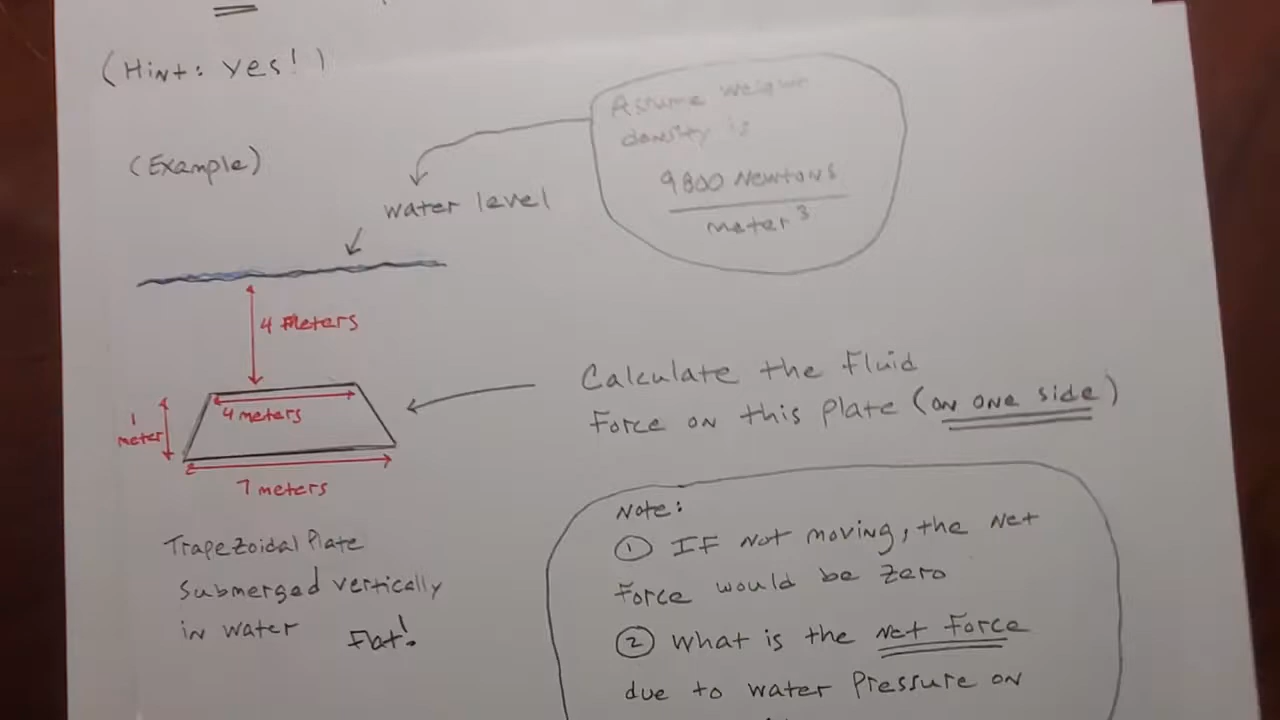 (Hint: yes!)
Assume weight
density is
9800 Newtons
meter³
(Example)
water level
4 meters
Calculate the fluid
Force on this plate (on one side)
4 meters
1
meter
7 meters
Note:
① IF Not moving, the Net
Force would be zero
② What is the Net Force
due to water Pressure on
Trapezoidal Plate
submerged vertically
in water
Flat!